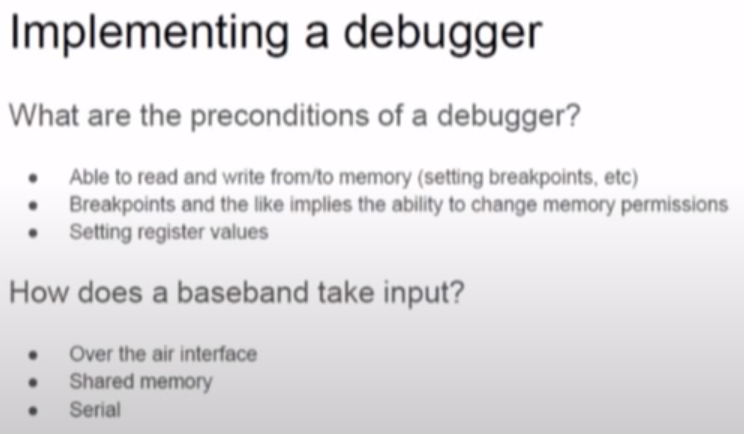 Implementing a debugger
What are the preconditions of a debugger?
• Able to read and write from/to memory (setting breakpoints, etc)
• Breakpoints and the like implies the ability to change memory permissions
• Setting register values
How does a baseband take input?
• Over the air interface
• Shared memory
• Serial